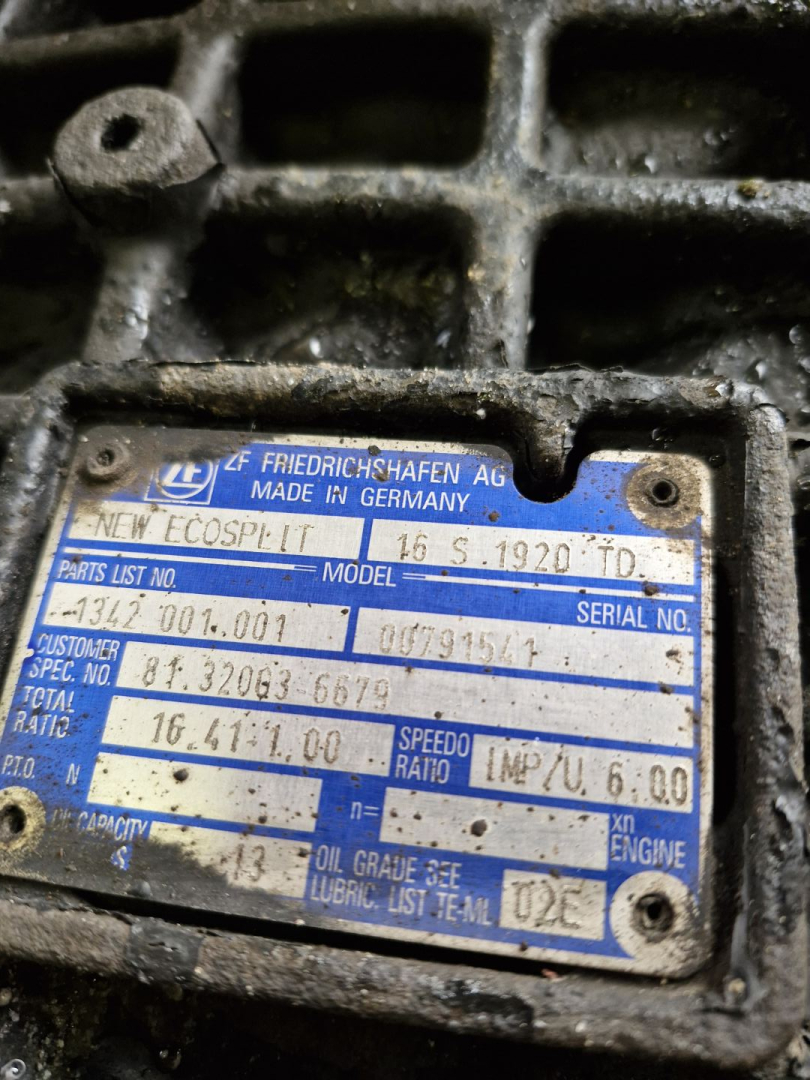 ZF
ZF FRIEDRICHSHAFEN AG
MADE IN GERMANY
NEW ECOSPLIT 16 S 1920 TD
MODEL
PARTS LIST NO. SERIAL NO.
1342 001.001 00791541
CUSTOMER
SPEC. NO. 81.32003 6679
TOTAL
RATIO 16.41-1.00 SPEEDO
RATIO IMP/U. 6.00
P.T.O. N n= xn
ENGINE
OIL CAPACITY
13 OIL GRADE SEE
LUBRIC. LIST TE-ML 02E